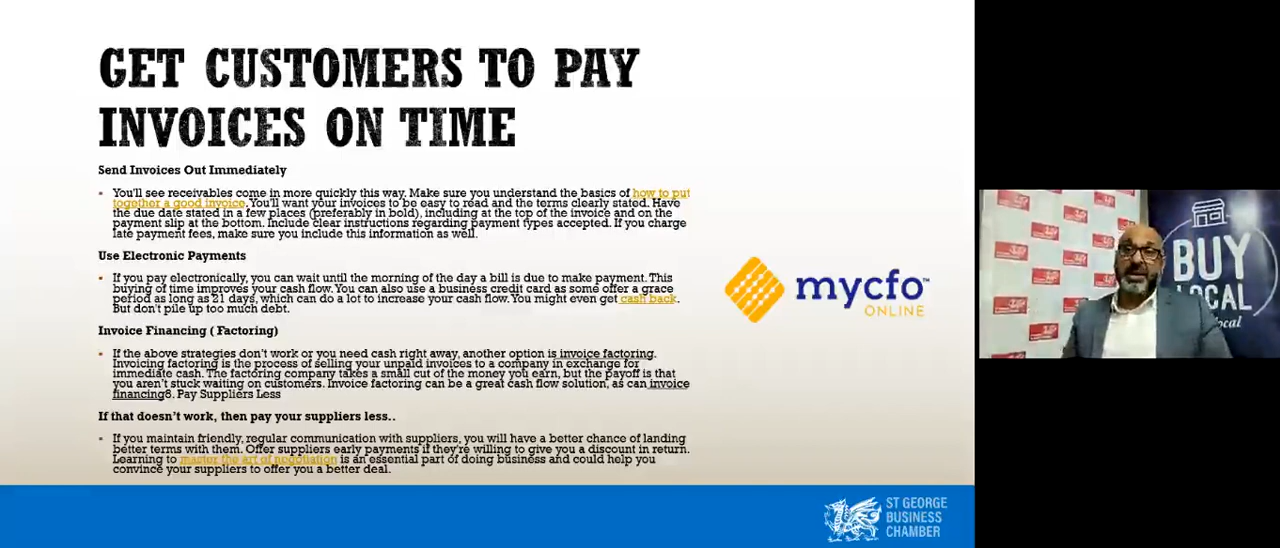 GET CUSTOMERS TO PAY
INVOICES ON TIME
Send Invoices Out Immediately
▪ You'll see receivables come in more quickly this way. Make sure you understand the basics of how to put
together a good invoice. You'll want your invoices to be easy to read and the terms clearly stated. Have
the due date stated in a few places (preferably in bold), including at the top of the invoice and on the
payment slip at the bottom. Include clear instructions regarding payment types accepted. If you charge
late payment fees, make sure you include this information as well.
Use Electronic Payments
▪ If you pay electronically, you can wait until the morning of the day a bill is due to make payment. This
buying of time improves your cash flow. You can also use a business credit card as some offer a grace
period as long as 21 days, which can do a lot to increase your cash flow. You might even get cash back.
But don't pile up too much debt.
Invoice Financing ( Factoring)
▪ If the above strategies don't work or you need cash right away, another option is invoice factoring.
Invoicing factoring is the process of selling your unpaid invoices to a company in exchange for
immediate cash. The factoring company takes a small cut of the money you earn, but the payoff is that
you aren't stuck waiting on customers. Invoice factoring can be a great cash flow solution, as can invoice
financing8. Pay Suppliers Less
If that doesn't work, then pay your suppliers less..
▪ If you maintain friendly, regular communication with suppliers, you will have a better chance of landing
better terms with them. Offer suppliers early payments if they're willing to give you a discount in return.
Learning to master the art of negotiation is an essential part of doing business and could help you
convince your suppliers to offer you a better deal.
mycfo™
ONLINE
BUY
LOCAL
local
ST GEORGE
BUSINESS
CHAMBER